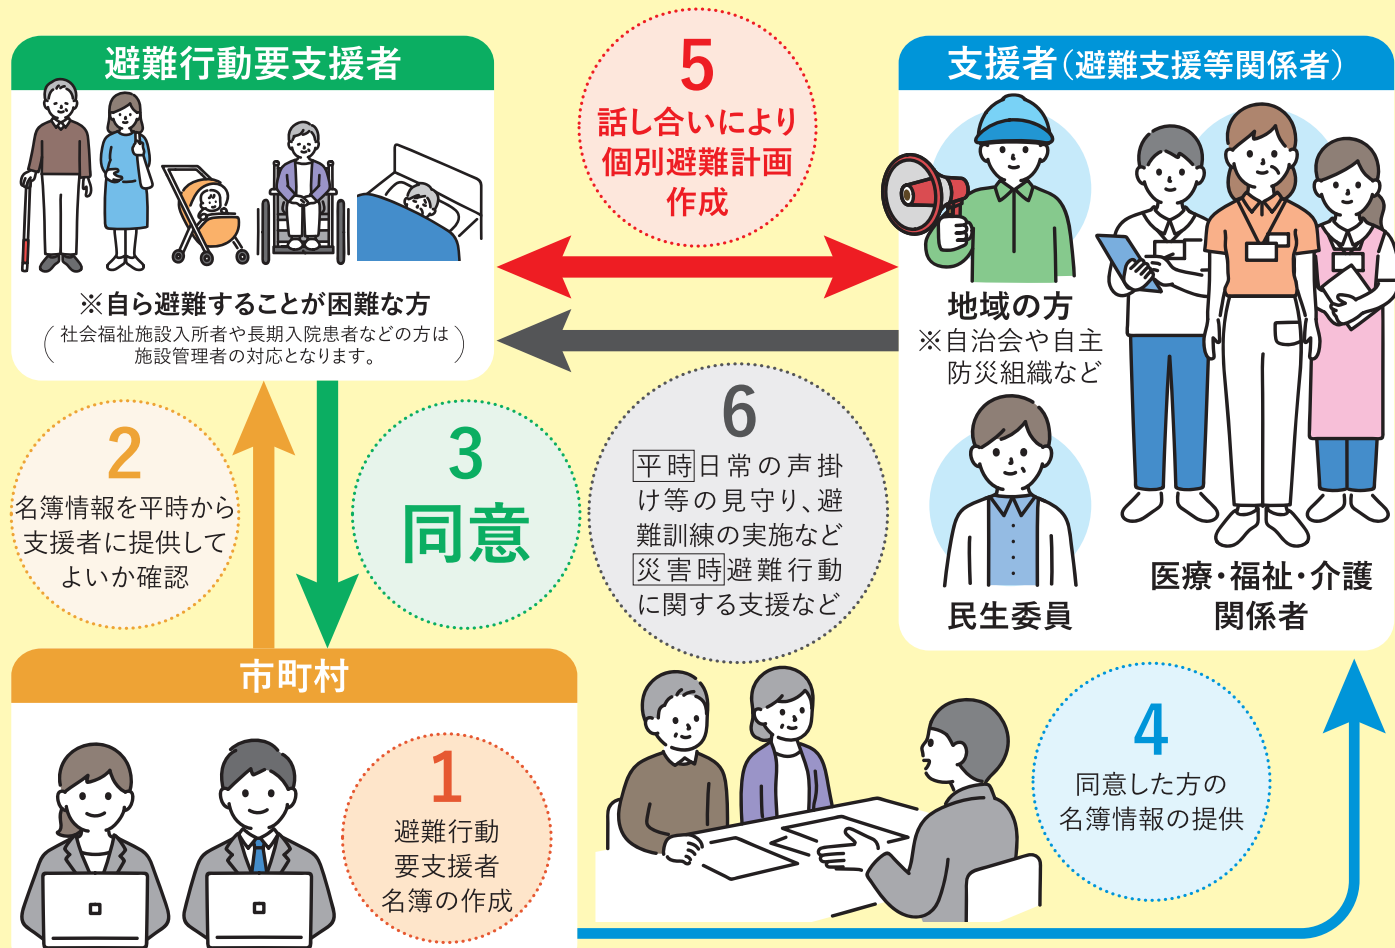 避難行動要支援者
※自ら避難することが困難な方
(社会福祉施設入所者や長期入院患者などの方は
施設管理者の対応となります。)
5
話し合いにより
個別避難計画
作成
支援者(避難支援等関係者)
地域の方
※自治会や自主
防災組織など
民生委員
医療・福祉・介護
関係者
2
名簿情報を平時から
支援者に提供して
よいか確認
3
同意
6
平時日常の声掛
け等の見守り、避
難訓練の実施など
災害時避難行動
に関する支援など
市町村
1
避難行動
要支援者
名簿の作成
4
同意した方の
名簿情報の提供